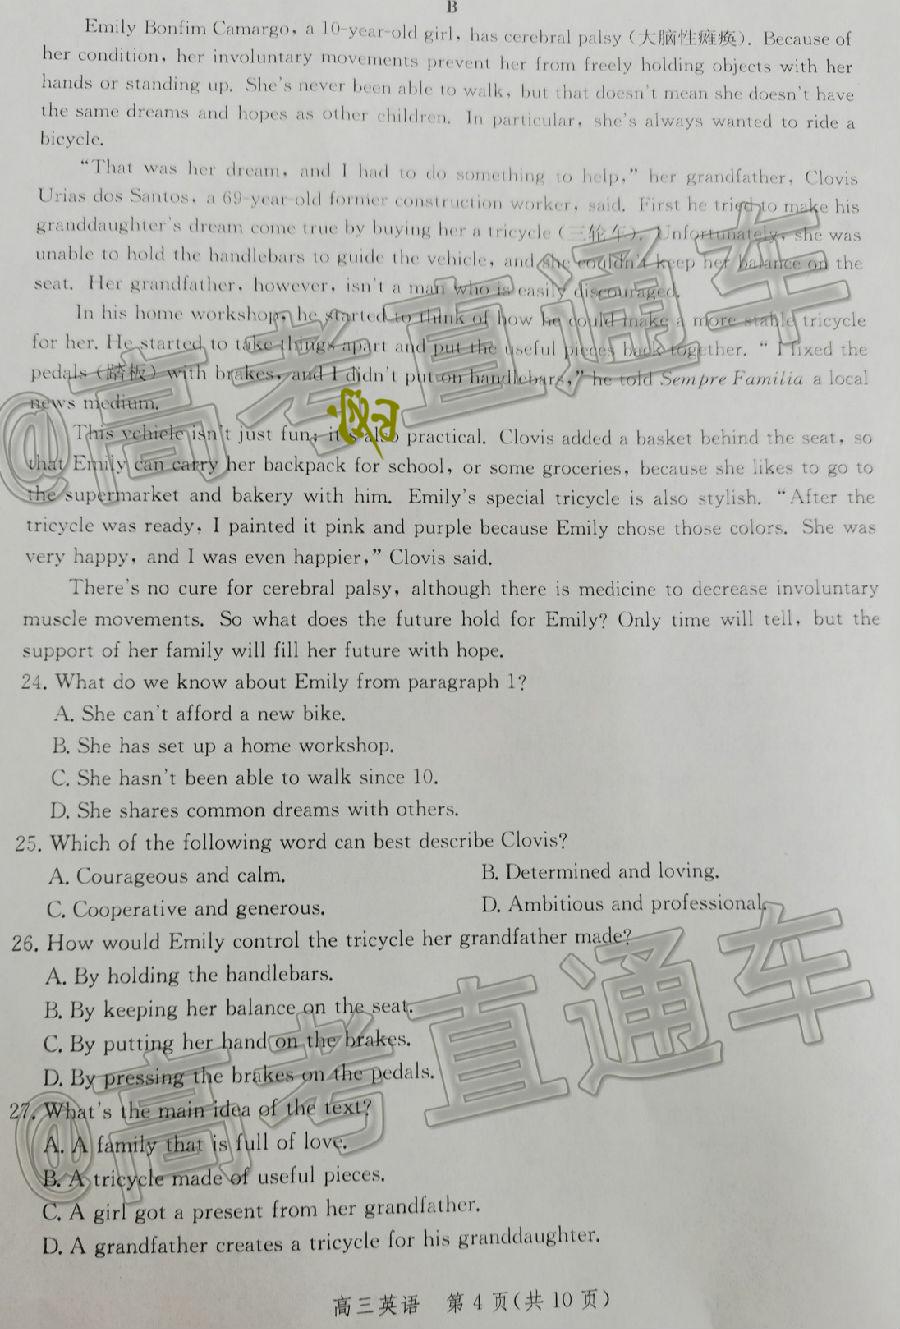 B
Emily Bonfim Camargo, a 10-year-old girl, has cerebral palsy (大脑性瘫痪). Because of
her condition, her involuntary movements prevent her from freely holding objects with her
hands or standing up. She's never been able to walk, but that doesn't mean she doesn't have
the same dreams and hopes as other children. In particular, she's always wanted to ride a
bicycle.
"That was her dream, and I had to do something to help," her grandfather, Clovis
Urias dos Santos, a 69-year-old former construction worker, said. First he tried to make his
granddaughter's dream come true by buying her a tricycle (三轮车). Unfortunately, she was
unable to hold the handlebars to guide the vehicle, and she couldn't keep her balance on the
seat. Her grandfather, however, isn't a man who is easily discouraged.
In his home workshop, he started to think of how he could make a more stable tricycle
for her. He started to take things apart and put the useful pieces back together. "I fixed the
pedals (踏板) with brakes, and I didn't put on handlebars," he told Sempre Familia a local
news medium.
This vehicle isn't just fun; it's also practical. Clovis added a basket behind the seat, so
that Emily can carry her backpack for school, or some groceries, because she likes to go to
the supermarket and bakery with him. Emily's special tricycle is also stylish. "After the
tricycle was ready, I painted it pink and purple because Emily chose those colors. She was
very happy, and I was even happier," Clovis said.
There's no cure for cerebral palsy, although there is medicine to decrease involuntary
muscle movements. So what does the future hold for Emily? Only time will tell, but the
support of her family will fill her future with hope.
24. What do we know about Emily from paragraph 1?
A. She can't afford a new bike.
B. She has set up a home workshop.
C. She hasn't been able to walk since 10.
D. She shares common dreams with others.
25. Which of the following word can best describe Clovis?
A. Courageous and calm. B. Determined and loving.
C. Cooperative and generous. D. Ambitious and professional.
26. How would Emily control the tricycle her grandfather made?
A. By holding the handlebars.
B. By keeping her balance on the seat.
C. By putting her hand on the brakes.
D. By pressing the brakes on the pedals.
27. What's the main idea of the text?
A. A family that is full of love.
B. A tricycle made of useful pieces.
C. A girl got a present from her grandfather.
D. A grandfather creates a tricycle for his granddaughter.
高三英语 第4页(共10页)
@高考直通车
@高考直通车